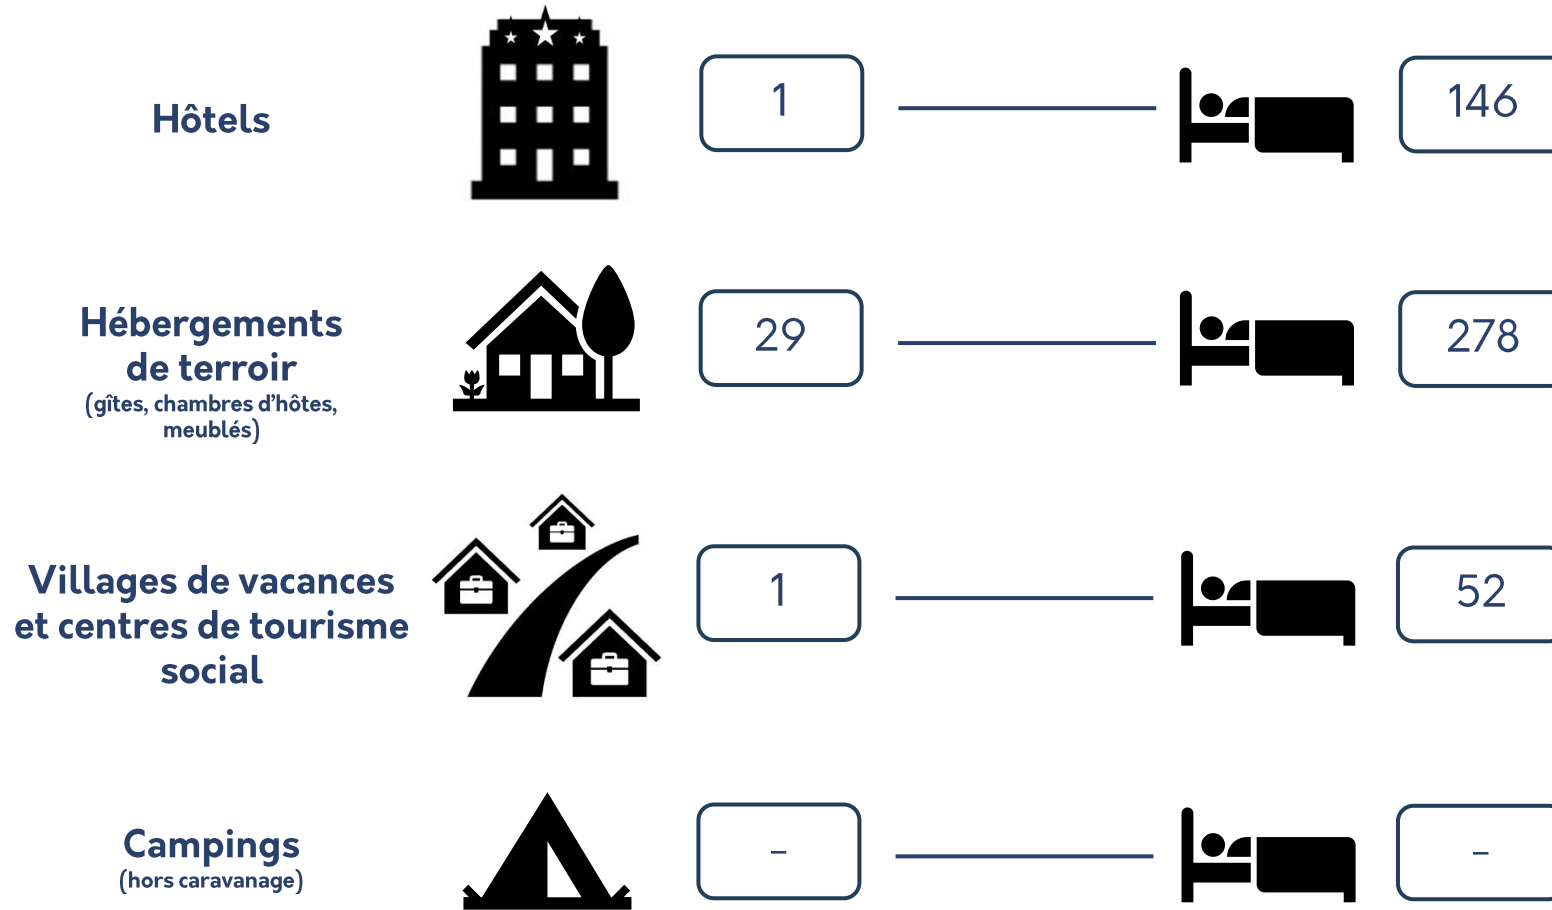 Hôtels
1
146
Hébergements
de terroir
(gîtes, chambres d'hôtes,
meublés)
29
278
Villages de vacances
et centres de tourisme
social
1
52
Campings
(hors caravanage)
–
–